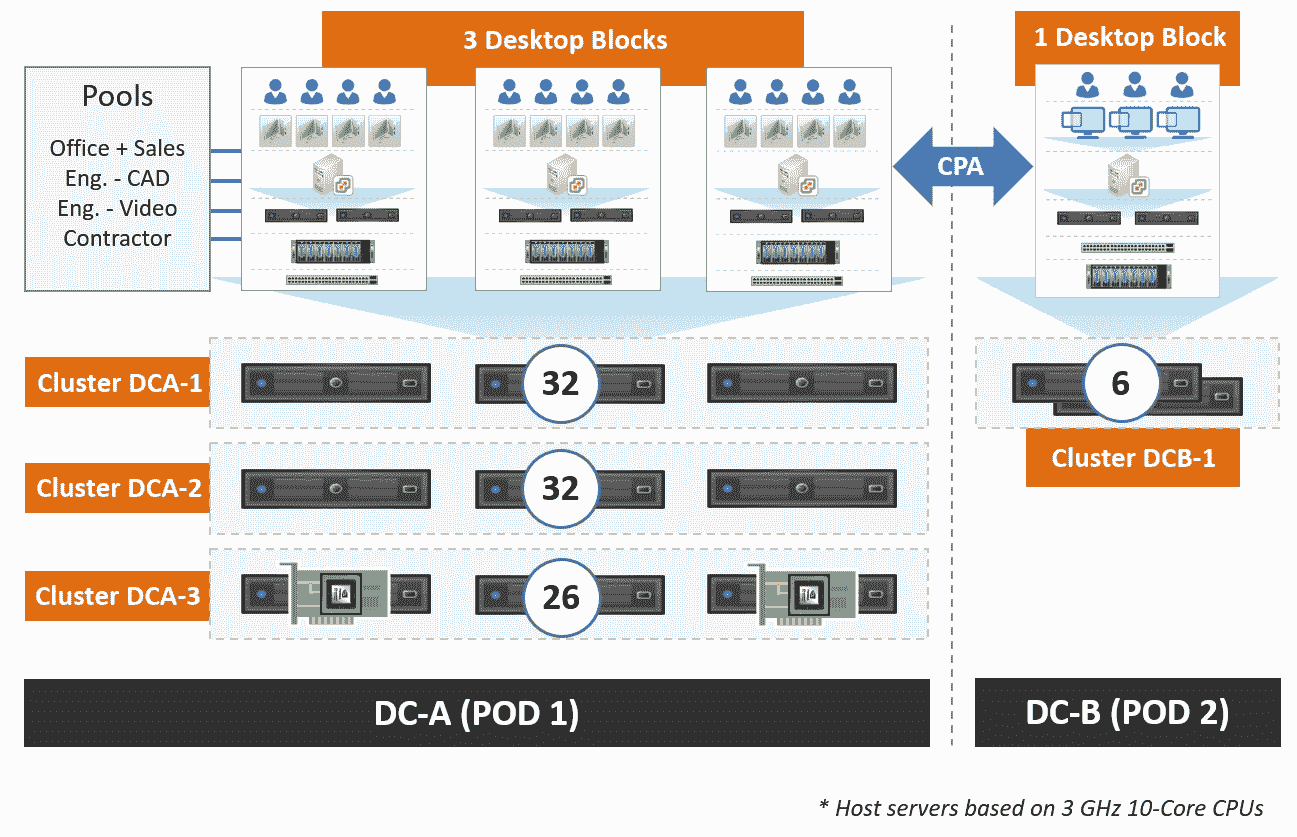 3 Desktop Blocks
1 Desktop Block
Pools
Office + Sales
Eng. - CAD
Eng. - Video
Contractor
CPA
Cluster DCA-1
32
6
Cluster DCB-1
Cluster DCA-2
32
Cluster DCA-3
26
DC-A (POD 1)
DC-B (POD 2)
* Host servers based on 3 GHz 10-Core CPUs